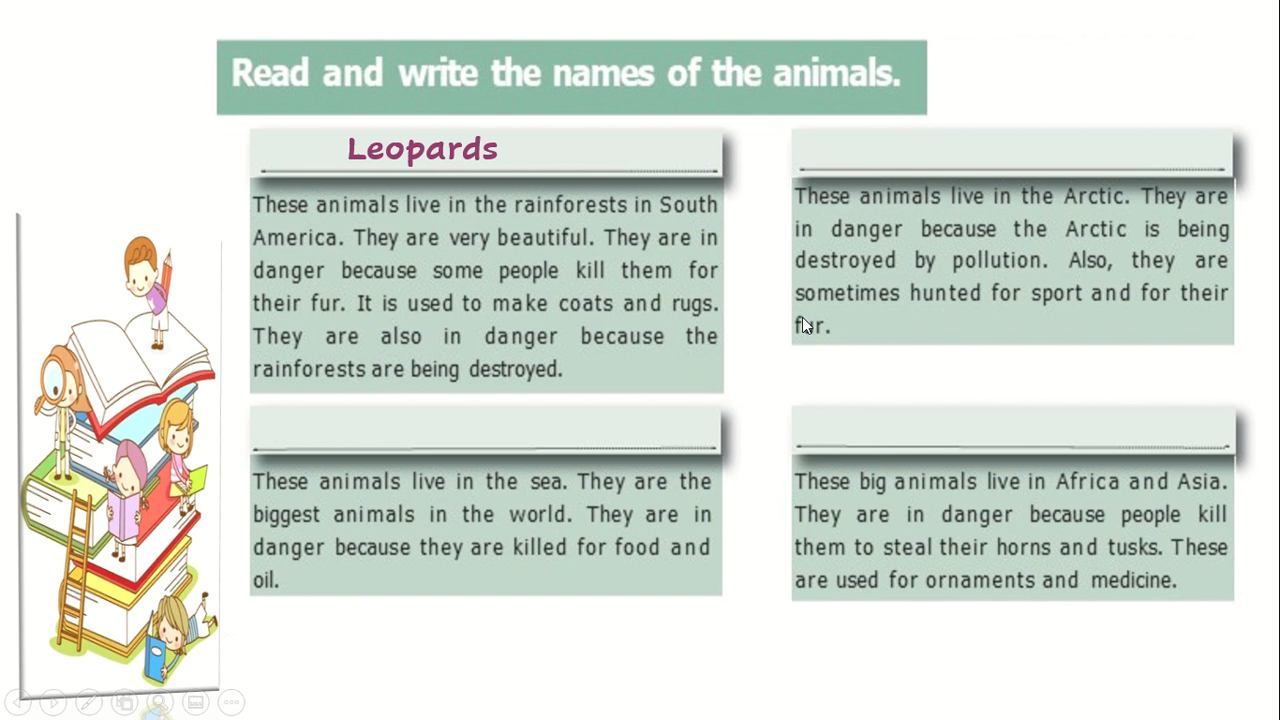 Read and write the names of the animals.
Leopards
These animals live in the rainforests in South
America. They are very beautiful. They are in
danger because some people kill them for
their fur. It is used to make coats and rugs.
They are also in danger because the
rainforests are being destroyed.
These animals live in the Arctic. They are
in danger because the Arctic is being
destroyed by pollution. Also, they are
sometimes hunted for sport and for their
fur.
These animals live in the sea. They are the
biggest animals in the world. They are in
danger because they are killed for food and
oil.
These big animals live in Africa and Asia.
They are in danger because people kill
them to steal their horns and tusks. These
are used for ornaments and medicine.